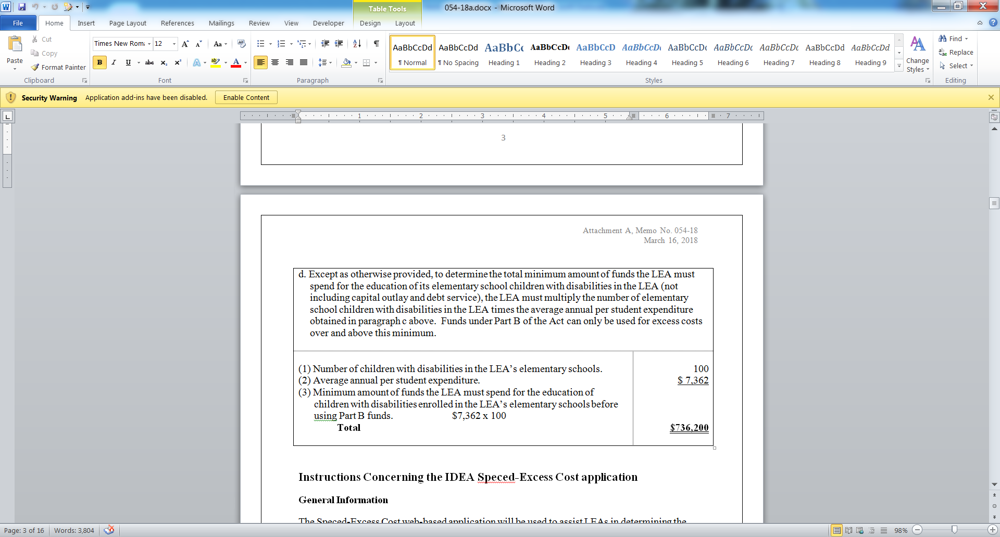 Table Tools
054-18a.docx - Microsoft Word
File Home Insert Page Layout References Mailings Review View Developer Design Layout
Paste
Cut
Copy
Format Painter
Clipboard
Times New Roma 12
Font
Paragraph
AaBbCcDd AaBbCcDd AaBbCc AaBbCcDc AaBbCcD AaBbCcDc AaBbCcDc AaBbCcDc AaBbCcDc AaBbCcDd AaBbCcDd
¶ Normal ¶ No Spacing Heading 1 Heading 2 Heading 3 Heading 4 Heading 5 Heading 6 Heading 7 Heading 8 Heading 9
Styles
Change
Styles
Find
Replace
Select
Editing
Security Warning Application add-ins have been disabled. Enable Content
1 2 3 4 5 6 7
3
Attachment A, Memo No. 054-18
March 16, 2018
d. Except as otherwise provided, to determine the total minimum amount of funds the LEA must
spend for the education of its elementary school children with disabilities in the LEA (not
including capital outlay and debt service), the LEA must multiply the number of elementary
school children with disabilities in the LEA times the average annual per student expenditure
obtained in paragraph c above. Funds under Part B of the Act can only be used for excess costs
over and above this minimum.
(1) Number of children with disabilities in the LEA’s elementary schools. 100
(2) Average annual per student expenditure. $ 7,362
(3) Minimum amount of funds the LEA must spend for the education of
children with disabilities enrolled in the LEA’s elementary schools before
using Part B funds. $7,362 x 100
Total $736,200
Instructions Concerning the IDEA Speced-Excess Cost application
General Information
The Speced-Excess Cost web-based application will be used to assist LEAs in determining the
Page: 3 of 16 Words: 3,804 98%